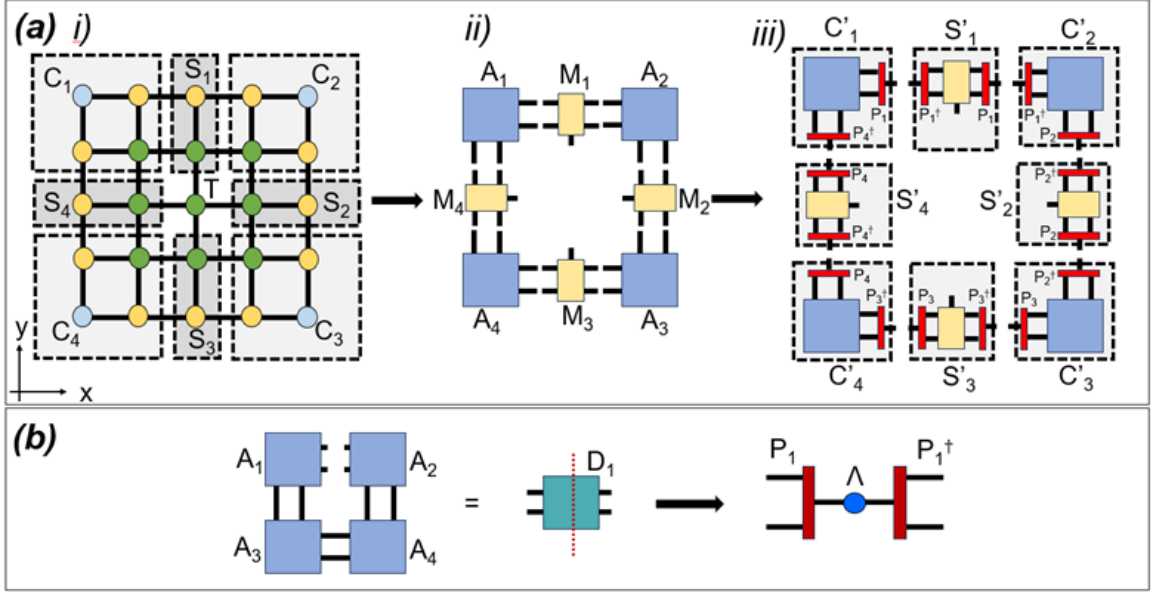 (a) i) ii) iii)
C1 S1 C2
S4 T S2
C4 S3 C3
y
x
A1 M1 A2
M4 M2
A4 M3 A3
C'1 S'1 C'2
P1 P1† P1 P1†
P4† P2
P4 S'4 S'2 P2†
P4† P2
P4 P3† P3 P3† P2† P3
C'4 S'3 C'3
(b)
A1 A2 D1 P1 Λ P1†
=
A3 A4